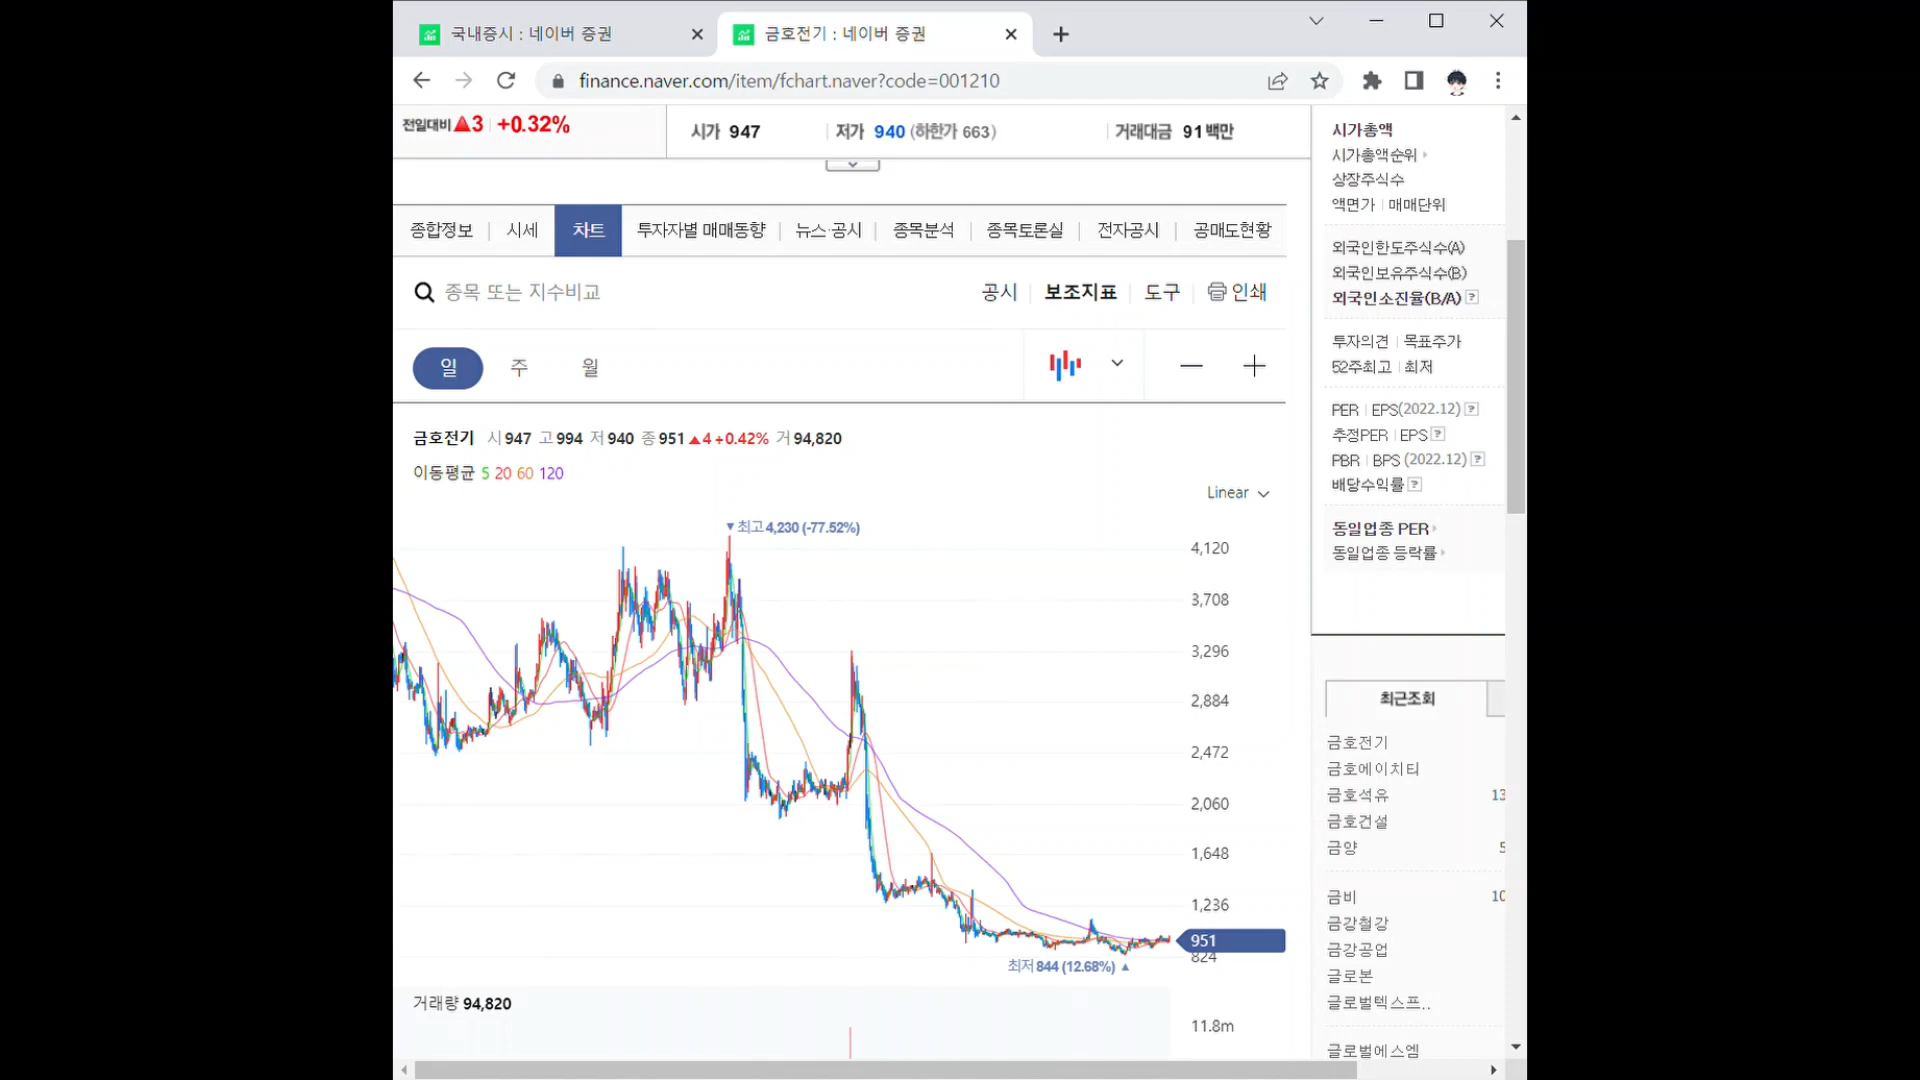 국내증시 : 네이버 증권
금호전기 : 네이버 증권
finance.naver.com/item/fchart.naver?code=001210
전일대비 ▲3 +0.32%
시가 947
저가 940 (하한가 663)
거래대금 91 백만
종합정보 시세 차트 투자자별 매매동향 뉴스·공시 종목분석 종목토론실 전자공시 공매도현황
종목 또는 지수비교
공시 보조지표 도구 인쇄
일 주 월
금호전기 시 947 고 994 저 940 종 951 ▲4 +0.42% 거 94,820
이동평균 5 20 60 120
Linear
▼최고 4,230 (-77.52%)
4,120
3,708
3,296
2,884
2,472
2,060
1,648
1,236
951
824
최저 844 (12.68%) ▲
거래량 94,820
11.8m
시가총액
시가총액순위
상장주식수
액면가 | 매매단위
외국인한도주식수(A)
외국인보유주식수(B)
외국인소진율(B/A) ?
투자의견 | 목표주가
52주최고 | 최저
PER | EPS(2022.12) ?
추정PER | EPS ?
PBR | BPS (2022.12) ?
배당수익률 ?
동일업종 PER
동일업종 등락률
최근조회
금호전기
금호에이치티
금호석유 13
금호건설
금양 5
금비 10
금강철강
금강공업
글로본
글로벌텍스프..
글로벌에스엠